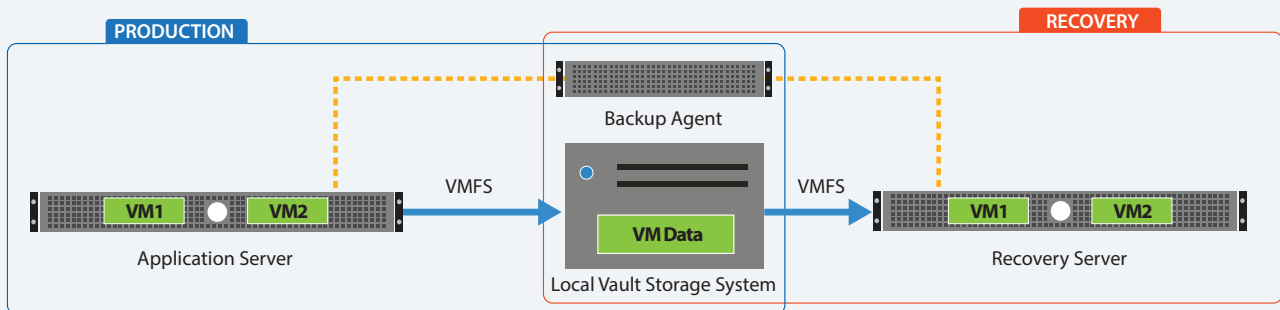 PRODUCTION
RECOVERY
Backup Agent
VMFS
VMFS
VM1
VM2
VM Data
VM1
VM2
Application Server
Recovery Server
Local Vault Storage System